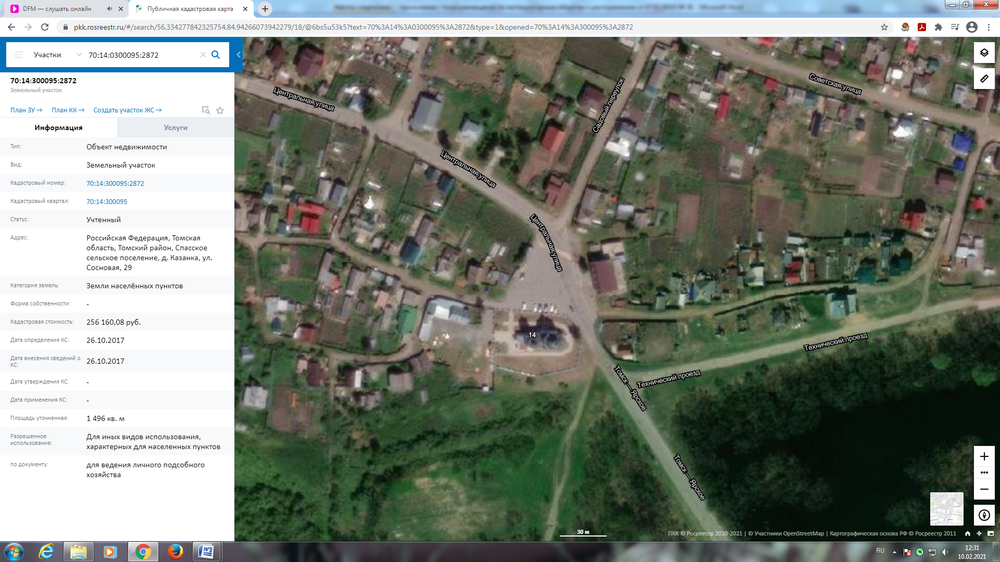 DFM — слушать онлайн
Публичная кадастровая карта
pkk.rosreestr.ru/#/search/56.334277842325754,84.94266073942279/18/@6bs5u53k5?text=70%3A14%3A0300095%3A2872&type=1&opened=70%3A14%3A300095%3A2872
Участки
70:14:0300095:2872
70:14:300095:2872
Земельный участок
План ЗУ →
План КК →
Создать участок ЖС →
Информация
Услуги
Тип:
Объект недвижимости
Вид:
Земельный участок
Кадастровый номер:
70:14:300095:2872
Кадастровый квартал:
70:14:300095
Статус:
Учтенный
Адрес:
Российская Федерация, Томская
область, Томский район, Спасское
сельское поселение, д. Казанка, ул.
Сосновая, 29
Категория земель:
Земли населённых пунктов
Форма собственности:
-
Кадастровая стоимость:
256 160,08 руб.
Дата определения КС:
26.10.2017
Дата внесения сведений о
КС:
26.10.2017
Дата утверждения КС:
-
Дата применения КС:
-
Площадь уточненная:
1 496 кв. м
Разрешенное
использование:
Для иных видов использования,
характерных для населенных пунктов
по документу:
для ведения личного подсобного
хозяйства
Центральная улица
Садовый переулок
Советская улица
Центральная улица
Центральная улица
14
Технический проезд
Технический проезд
Томск — Ярское
Томск — Ярское
30 м
ПКК © Росреестр 2010-2021 | © Участники OpenStreetMap | Картографическая основа РФ © Росреестр 2011
RU
12:31
10.02.2021